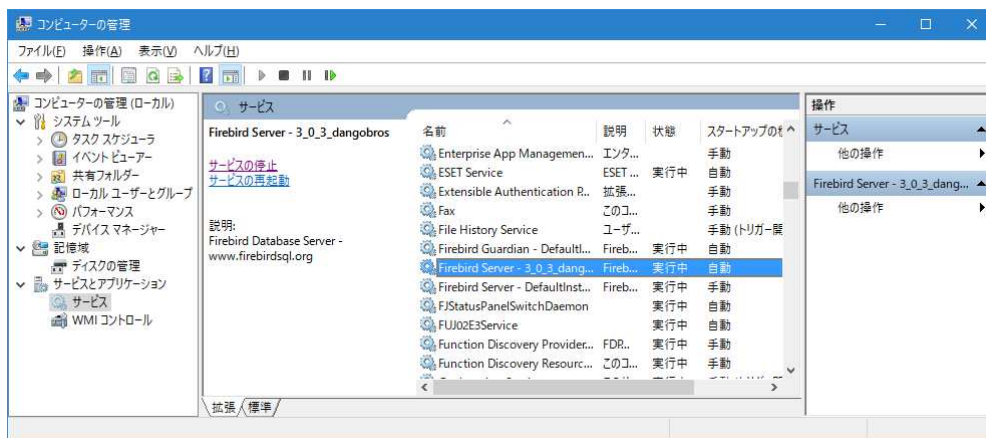 コンピューターの管理
ファイル(F) 操作(A) 表示(V) ヘルプ(H)
コンピューターの管理 (ローカル)
システム ツール
タスク スケジューラ
イベント ビューアー
共有フォルダー
ローカル ユーザーとグループ
パフォーマンス
デバイス マネージャー
記憶域
ディスクの管理
サービスとアプリケーション
サービス
WMI コントロール
サービス
Firebird Server - 3_0_3_dangobros
サービスの停止
サービスの再起動
説明:
Firebird Database Server -
www.firebirdsql.org
名前 説明 状態 スタートアップの
Enterprise App Managemen... エンタ... 手動
ESET Service ESET ... 実行中 自動
Extensible Authentication P... 拡張... 手動
Fax このコ... 手動
File History Service ユーザ... 手動 (トリガー開
Firebird Guardian - DefaultI... Fireb... 実行中 自動
Firebird Server - 3_0_3_dang... Fireb... 実行中 自動
Firebird Server - DefaultInst... Fireb... 実行中 手動
FJStatusPanelSwitchDaemon 実行中 自動
FUJ02E3Service 実行中 自動
Function Discovery Provider... FDP... 実行中 手動
Function Discovery Resourc... このコ... 実行中 手動
拡張 標準
操作
サービス
他の操作
Firebird Server - 3_0_3_dang...
他の操作